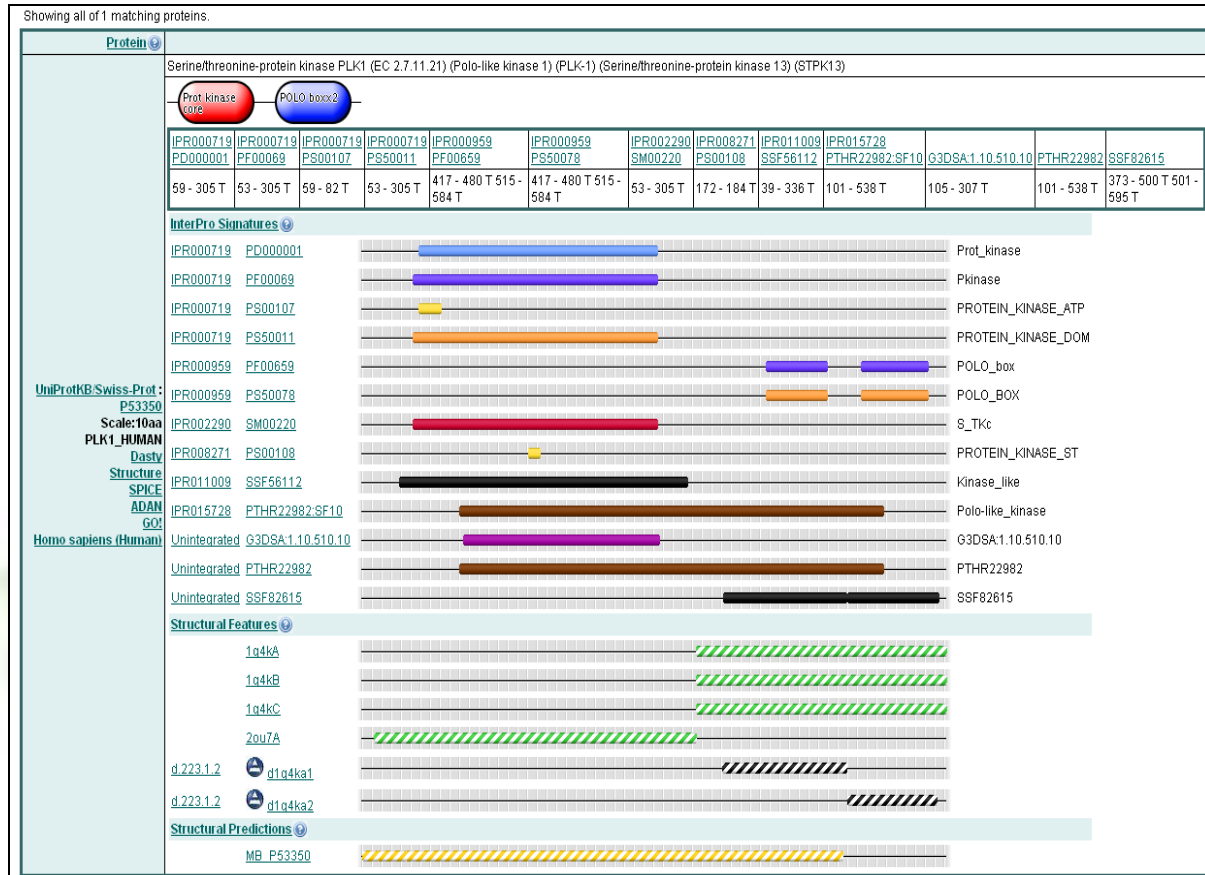 Showing all of 1 matching proteins.
Protein
Serine/threonine-protein kinase PLK1 (EC 2.7.11.21) (Polo-like kinase 1) (PLK-1) (Serine/threonine-protein kinase 13) (STPK13)
Prot kinase core
POLO boxx2
IPR000719 IPR000719 IPR000719 IPR000719 IPR000959 IPR000959 IPR002290 IPR008271 IPR011009 IPR015728
PD000001 PF00069 PS00107 PS50011 PF00659 PS50078 SM00220 PS00108 SSF56112 PTHR22982:SF10 G3DSA:1.10.510.10 PTHR22982 SSF82615
59 - 305 T 53 - 305 T 59 - 82 T 53 - 305 T 417 - 480 T 515 - 584 T 417 - 480 T 515 - 584 T 53 - 305 T 172 - 184 T 39 - 336 T 101 - 538 T 105 - 307 T 101 - 538 T 373 - 500 T 501 - 595 T
InterPro Signatures
IPR000719 PD000001 Prot_kinase
IPR000719 PF00069 Pkinase
IPR000719 PS00107 PROTEIN_KINASE_ATP
IPR000719 PS50011 PROTEIN_KINASE_DOM
IPR000959 PF00659 POLO_box
IPR000959 PS50078 POLO_BOX
IPR002290 SM00220 S_TKc
IPR008271 PS00108 PROTEIN_KINASE_ST
IPR011009 SSF56112 Kinase_like
IPR015728 PTHR22982:SF10 Polo-like_kinase
Unintegrated G3DSA:1.10.510.10 G3DSA:1.10.510.10
Unintegrated PTHR22982 PTHR22982
Unintegrated SSF82615 SSF82615
UniProtKB/Swiss-Prot :
P53350
Scale:10aa
PLK1_HUMAN
Dasty
Structure
SPICE
ADAN
GO!
Homo sapiens (Human)
Structural Features
1q4kA
1q4kB
1q4kC
2ou7A
d.223.1.2 d1q4ka1
d.223.1.2 d1q4ka2
Structural Predictions
MB_P53350